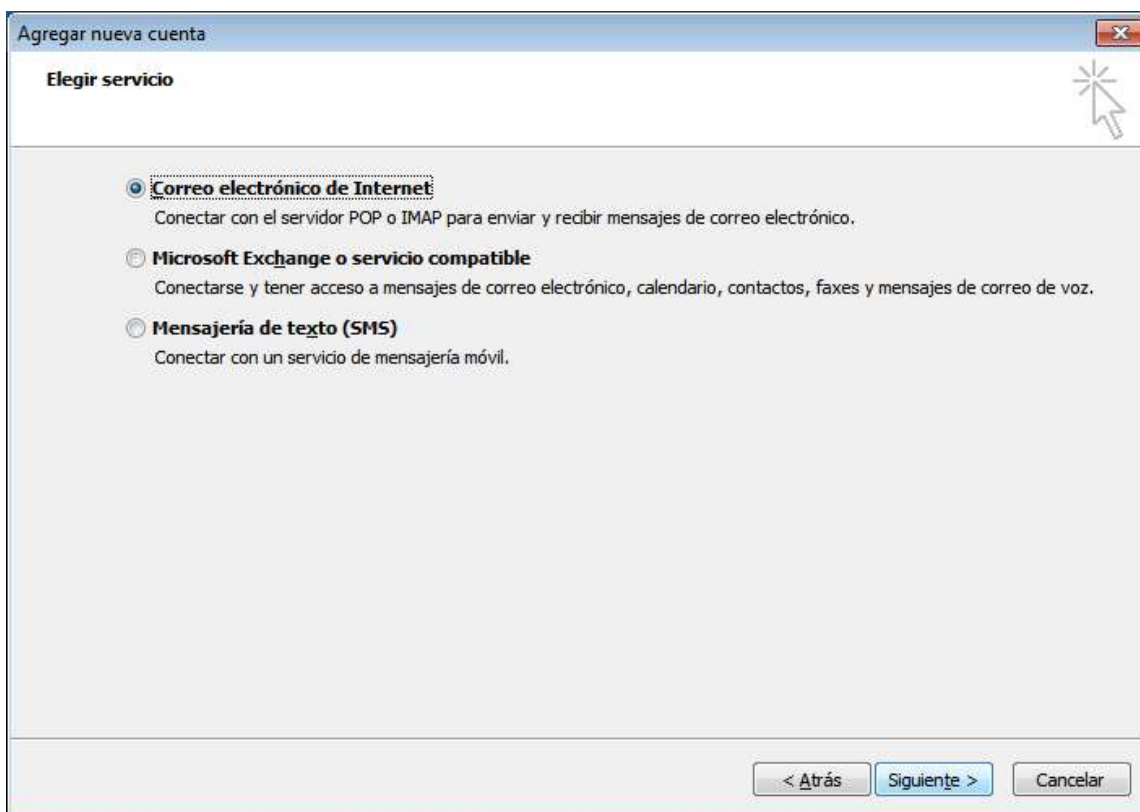 Agregar nueva cuenta
Elegir servicio
Correo electrónico de Internet
Conectar con el servidor POP o IMAP para enviar y recibir mensajes de correo electrónico.
Microsoft Exchange o servicio compatible
Conectarse y tener acceso a mensajes de correo electrónico, calendario, contactos, faxes y mensajes de correo de voz.
Mensajería de texto (SMS)
Conectar con un servicio de mensajería móvil.
< Atrás
Siguiente >
Cancelar